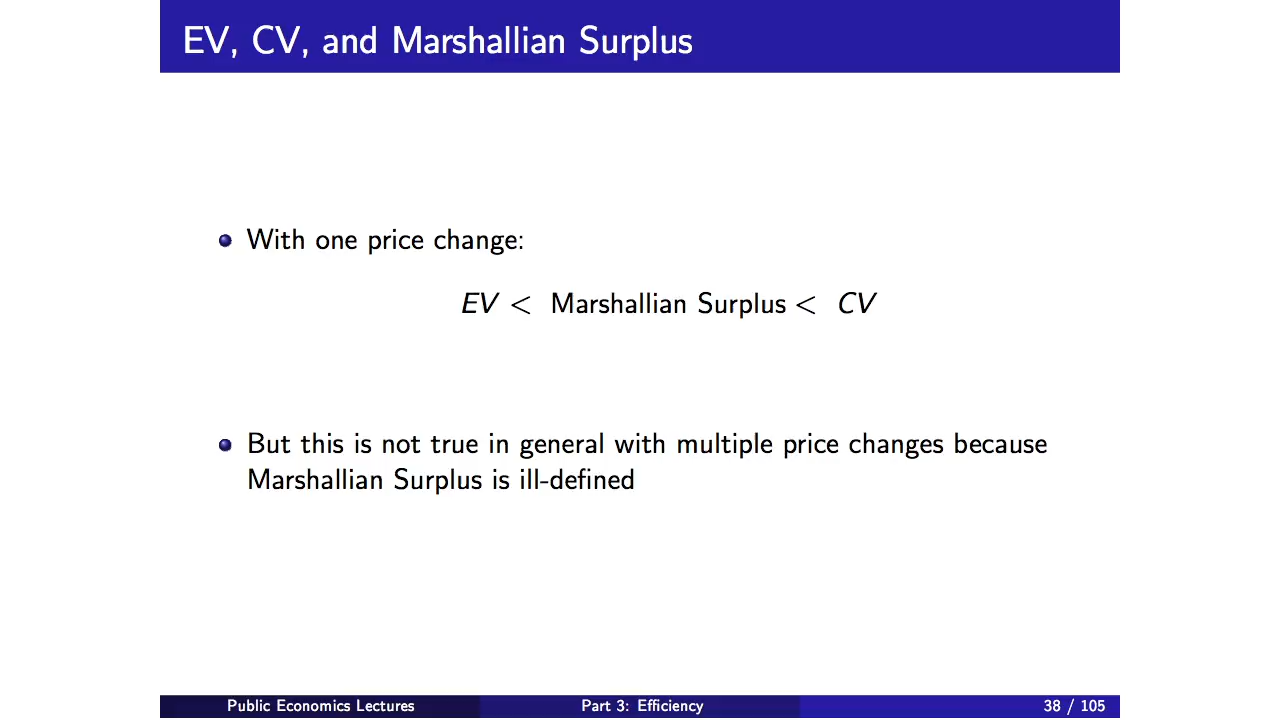 EV, CV, and Marshallian Surplus
With one price change:
EV < Marshallian Surplus < CV
But this is not true in general with multiple price changes because
Marshallian Surplus is ill-defined
Public Economics Lectures
Part 3: Efficiency
38 / 105